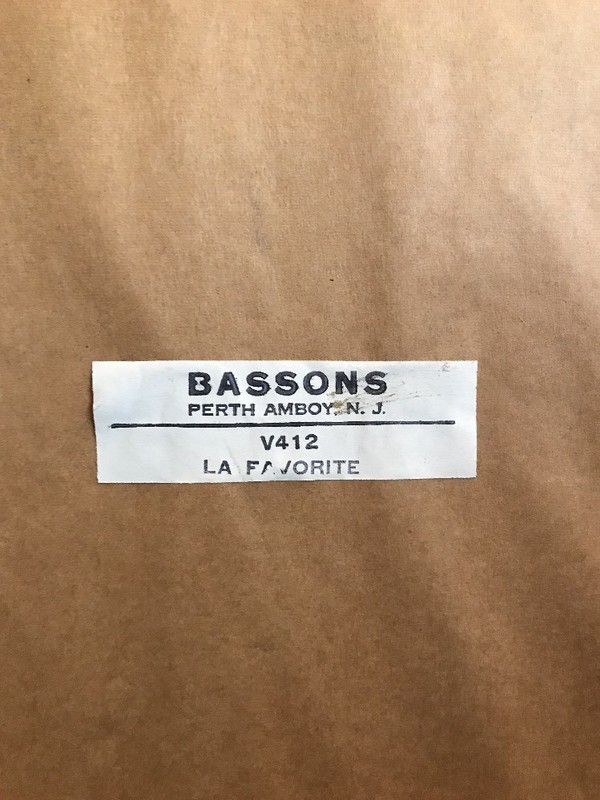 BASSONS
PERTH AMBOY, N. J.
V412
LA FAVORITE